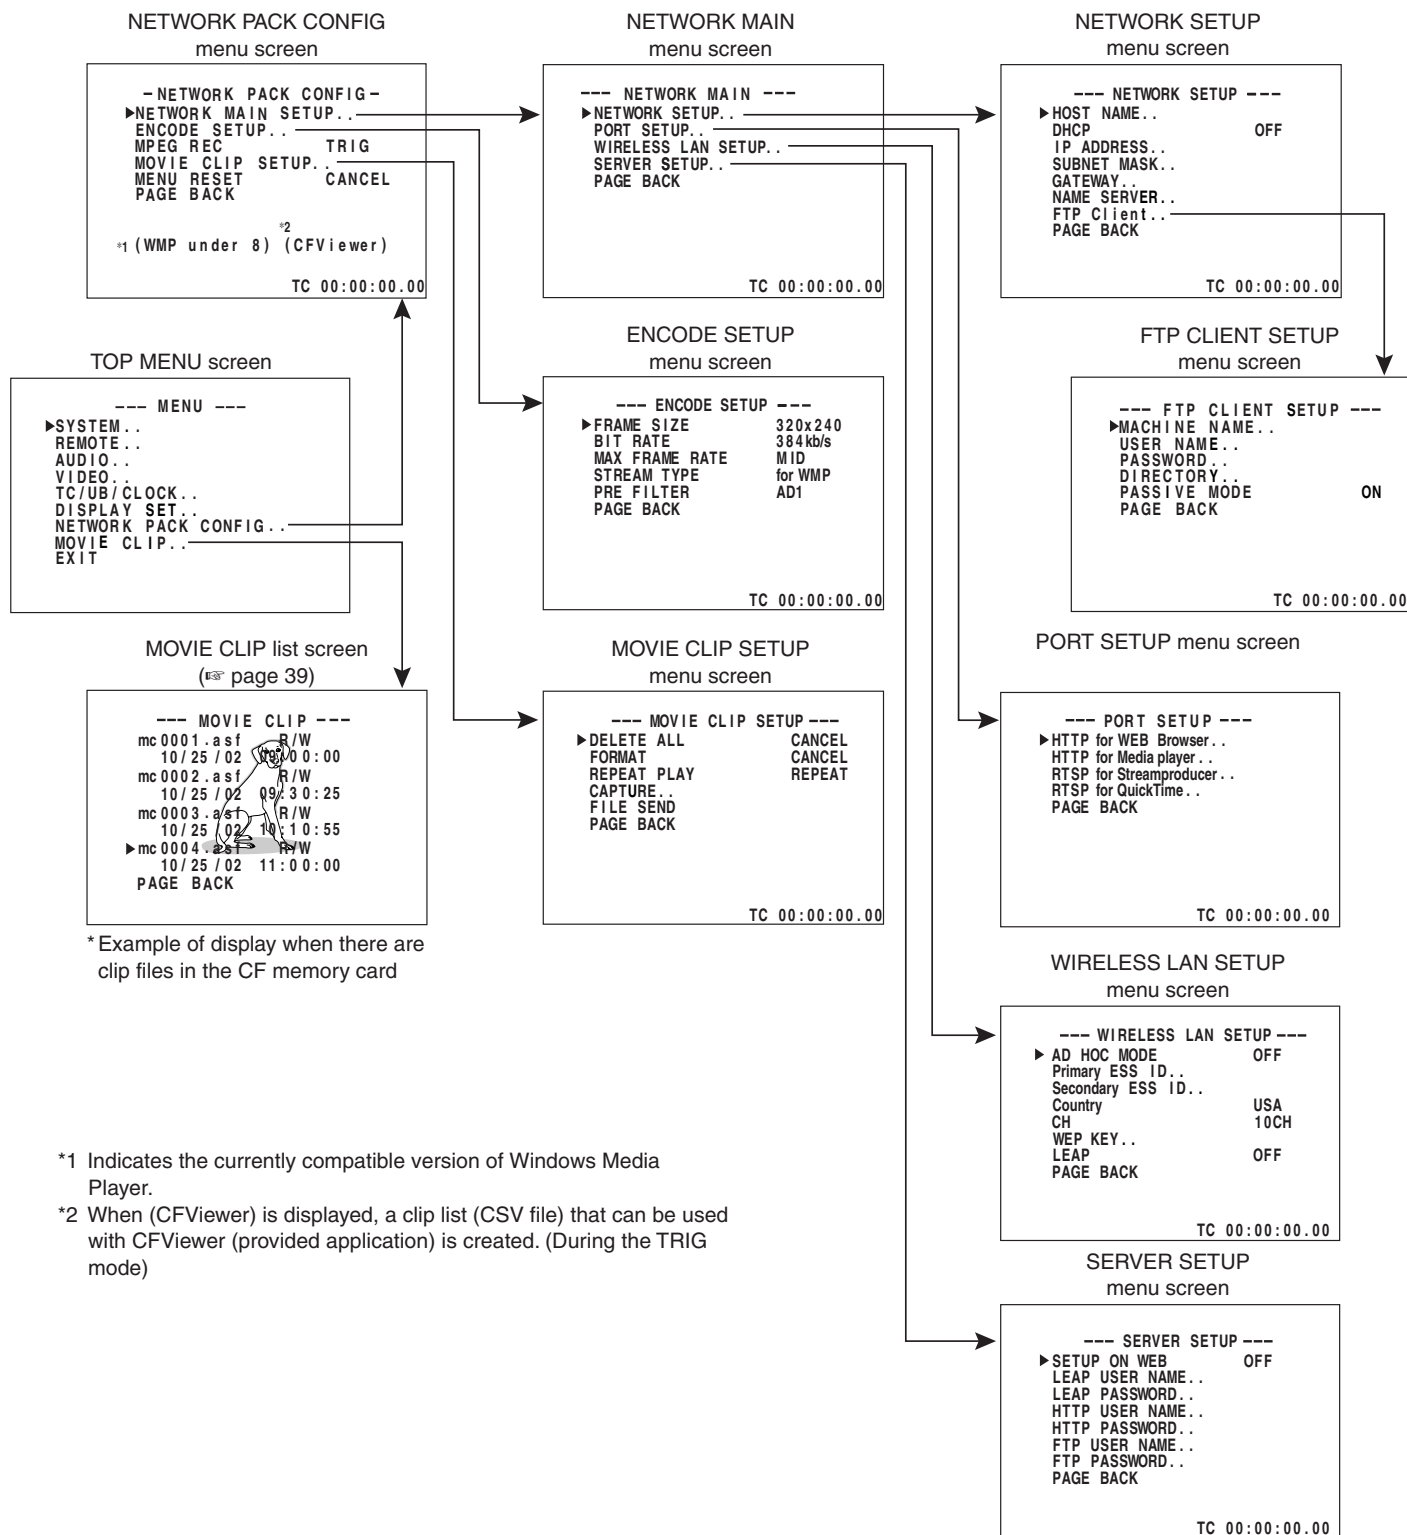 NETWORK PACK CONFIG
menu screen
-NETWORK PACK CONFIG-
▶NETWORK MAIN SETUP..
ENCODE SETUP..
MPEG REC TRIG
MOVIE CLIP SETUP..
MENU RESET CANCEL
PAGE BACK
*2
*1 (WMP under 8) (CFViewer)
TC 00:00:00.00
NETWORK MAIN
menu screen
--- NETWORK MAIN ---
▶NETWORK SETUP..
PORT SETUP..
WIRELESS LAN SETUP..
SERVER SETUP..
PAGE BACK
TC 00:00:00.00
NETWORK SETUP
menu screen
--- NETWORK SETUP ---
▶HOST NAME..
DHCP OFF
IP ADDRESS..
SUBNET MASK..
GATEWAY..
NAME SERVER..
FTP Client..
PAGE BACK
TC 00:00:00.00
TOP MENU screen
--- MENU ---
▶SYSTEM..
REMOTE..
AUDIO..
VIDEO..
TC/UB/CLOCK..
DISPLAY SET..
NETWORK PACK CONFIG..
MOVIE CLIP..
EXIT
ENCODE SETUP
menu screen
--- ENCODE SETUP ---
▶FRAME SIZE 320x240
BIT RATE 384kb/s
MAX FRAME RATE MID
STREAM TYPE for WMP
PRE FILTER AD1
PAGE BACK
TC 00:00:00.00
FTP CLIENT SETUP
menu screen
--- FTP CLIENT SETUP ---
▶MACHINE NAME..
USER NAME..
PASSWORD..
DIRECTORY..
PASSIVE MODE ON
PAGE BACK
TC 00:00:00.00
MOVIE CLIP list screen
(☞ page 39)
--- MOVIE CLIP ---
mc0001.asf R/W
10/25/02 09:00:00
mc0002.asf R/W
10/25/02 09:30:25
mc0003.asf R/W
10/25/02 10:10:55
▶mc0004.asf R/W
10/25/02 11:00:00
PAGE BACK
* Example of display when there are
clip files in the CF memory card
MOVIE CLIP SETUP
menu screen
--- MOVIE CLIP SETUP ---
▶DELETE ALL CANCEL
FORMAT CANCEL
REPEAT PLAY REPEAT
CAPTURE..
FILE SEND
PAGE BACK
TC 00:00:00.00
PORT SETUP menu screen
--- PORT SETUP ---
▶HTTP for WEB Browser..
HTTP for Media player..
RTSP for Streamproducer..
RTSP for QuickTime..
PAGE BACK
TC 00:00:00.00
WIRELESS LAN SETUP
menu screen
--- WIRELESS LAN SETUP ---
▶ AD HOC MODE OFF
Primary ESS ID..
Secondary ESS ID..
Country USA
CH 10CH
WEP KEY..
LEAP OFF
PAGE BACK
TC 00:00:00.00
SERVER SETUP
menu screen
--- SERVER SETUP ---
▶SETUP ON WEB OFF
LEAP USER NAME..
LEAP PASSWORD..
HTTP USER NAME..
HTTP PASSWORD..
FTP USER NAME..
FTP PASSWORD..
PAGE BACK
TC 00:00:00.00
*1 Indicates the currently compatible version of Windows Media
Player.
*2 When (CFViewer) is displayed, a clip list (CSV file) that can be used
with CFViewer (provided application) is created. (During the TRIG
mode)